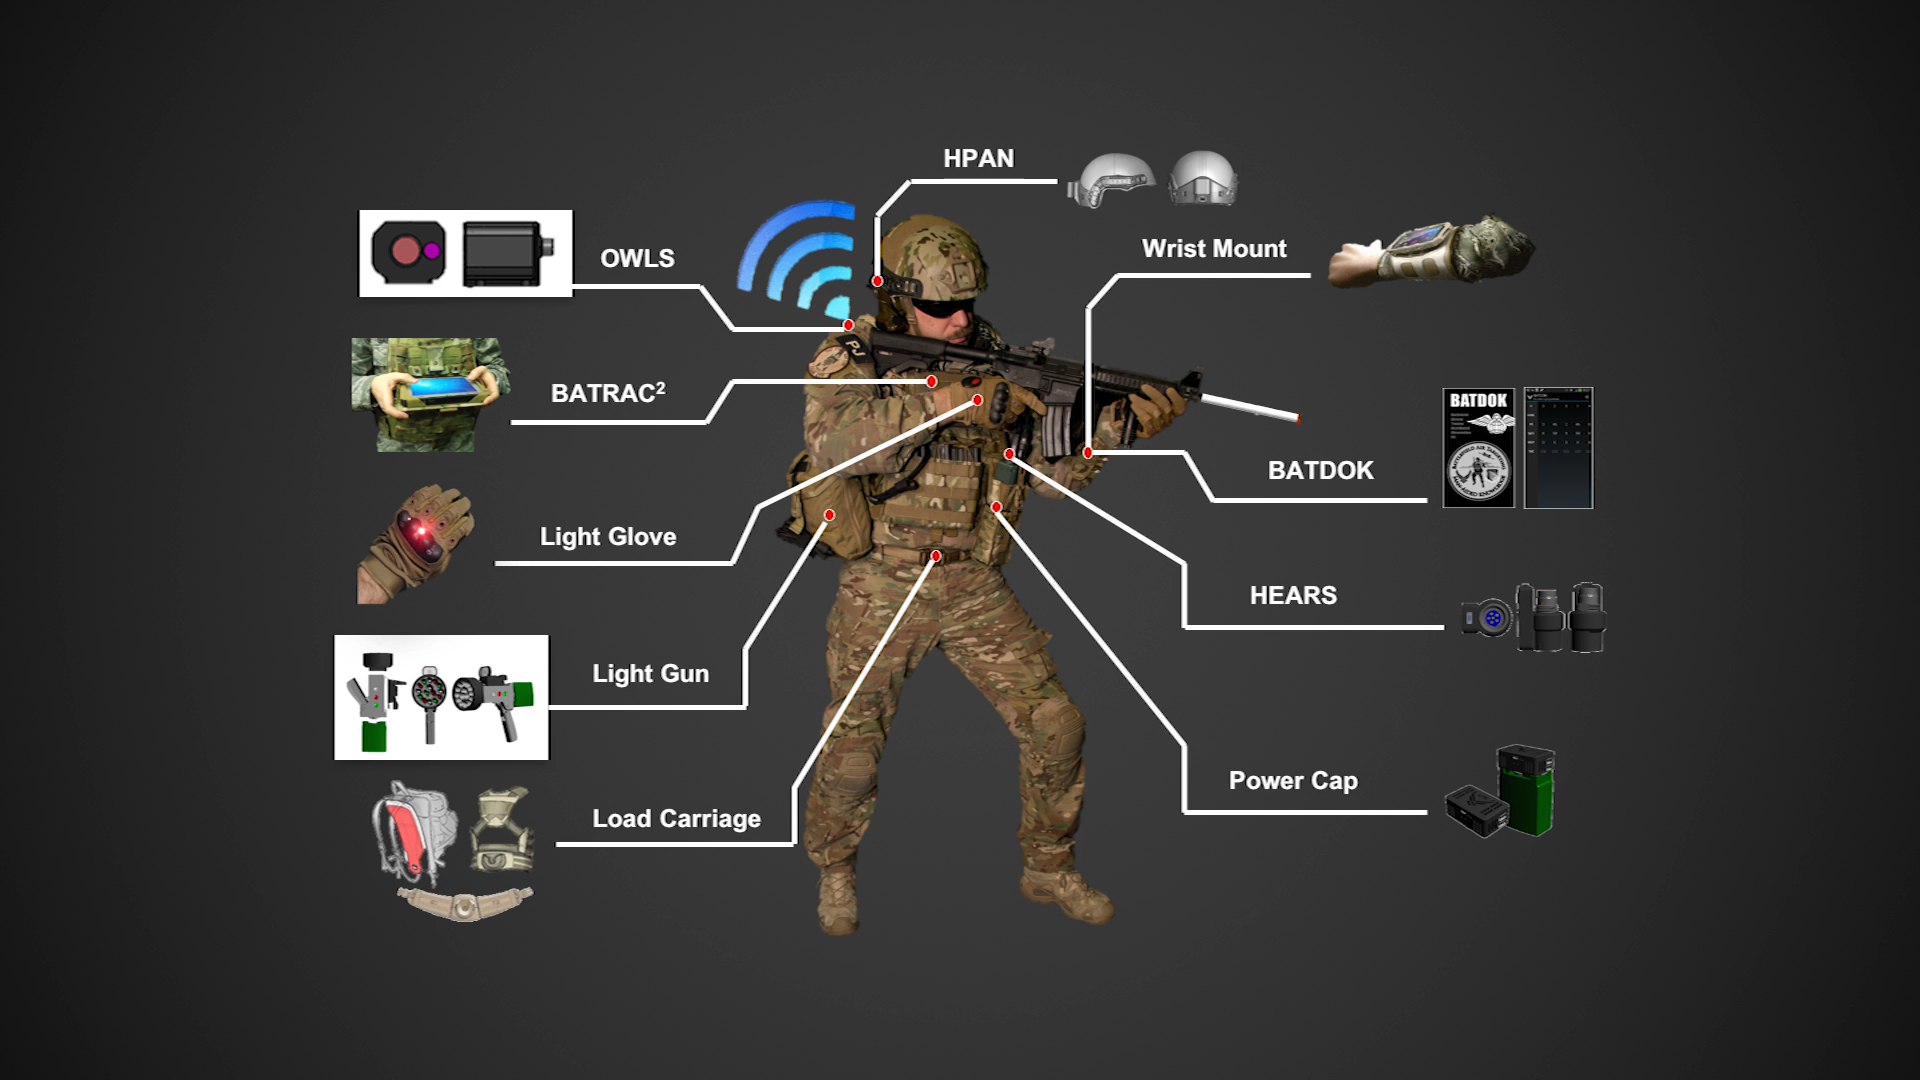 HPAN
OWLS
Wrist Mount
PJ
BATRAC²
BATDOK
BATDOK
Light Glove
HEARS
Light Gun
Power Cap
Load Carriage